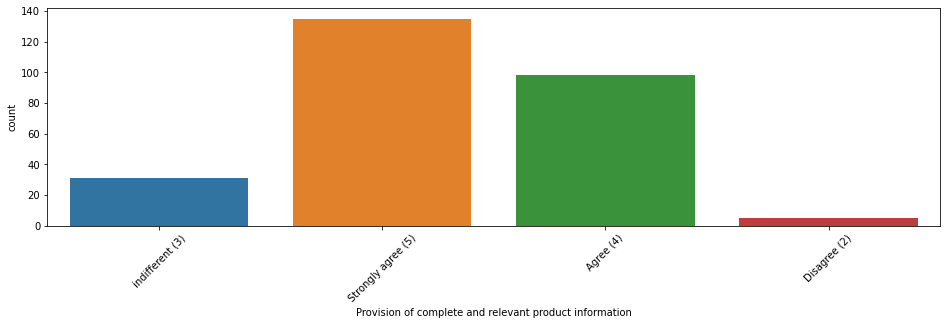 140
120
100
80
60
40
20
0
count
indifferent (3)
Strongly agree (5)
Agree (4)
Disagree (2)
Provision of complete and relevant product information